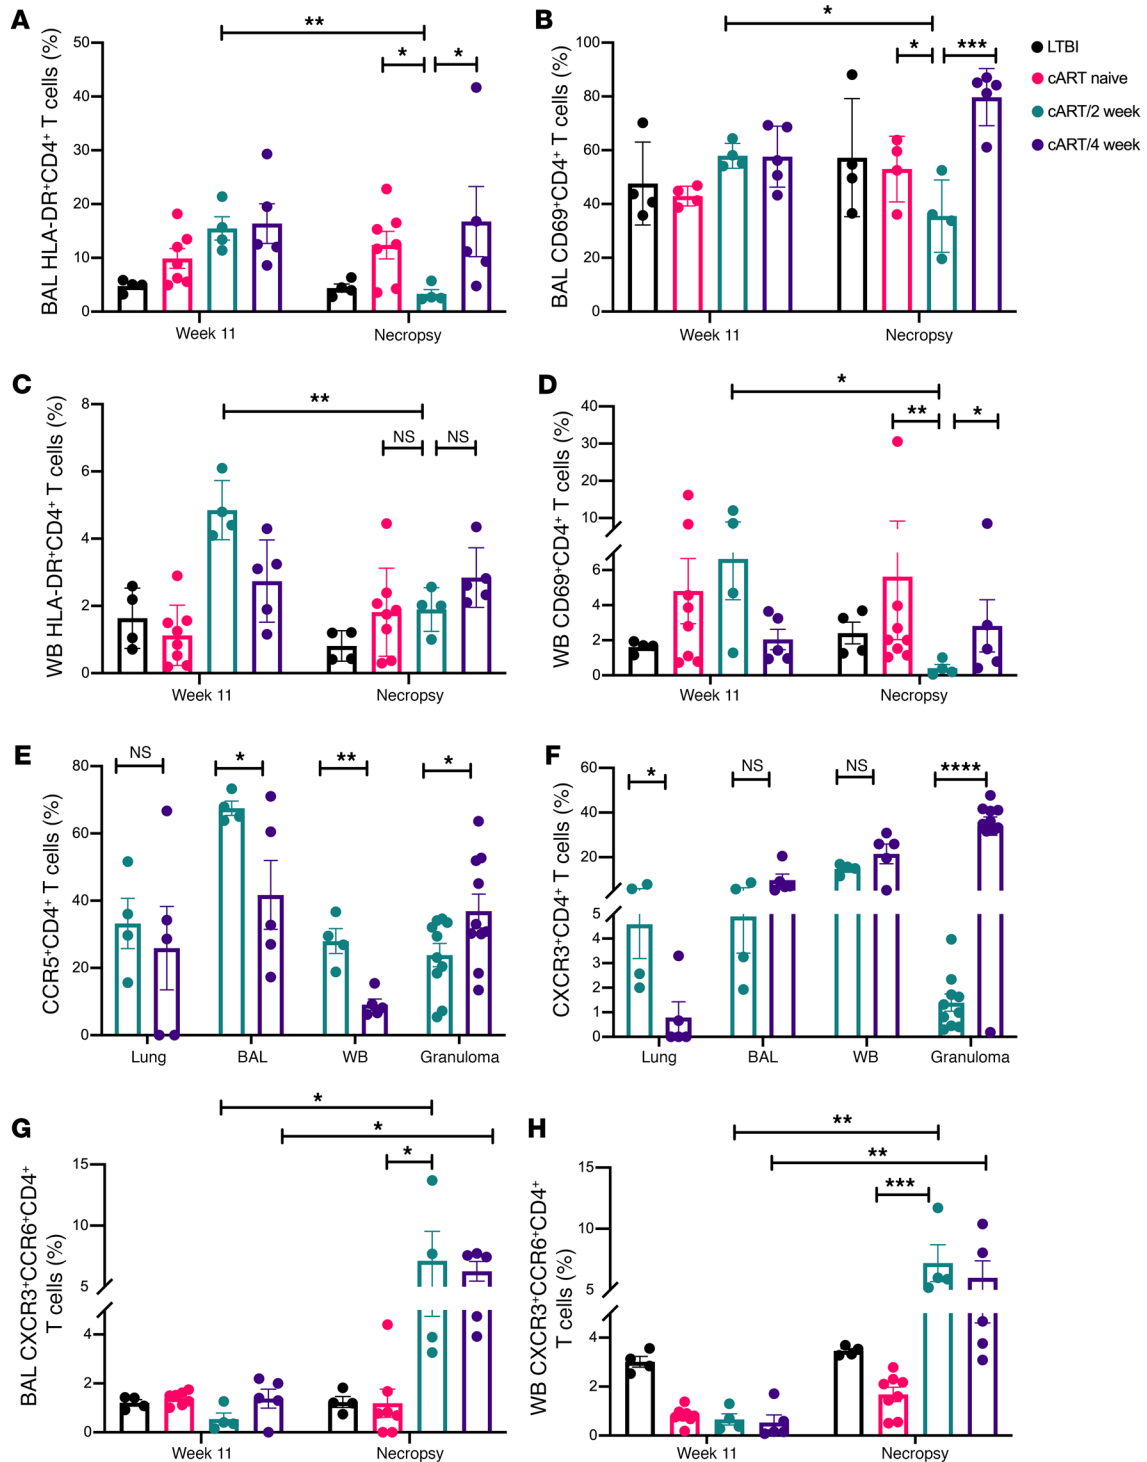 A
BAL HLA-DR⁺CD4⁺ T cells (%)
50
40
30
20
10
0
**
*
*
Week 11
Necropsy
B
BAL CD69⁺CD4⁺ T cells (%)
100
80
60
40
20
0
*
*
***
Week 11
Necropsy
LTBI
cART naive
cART/2 week
cART/4 week
C
WB HLA-DR⁺CD4⁺ T cells (%)
8
6
4
2
0
**
NS
NS
Week 11
Necropsy
D
WB CD69⁺CD4⁺ T cells (%)
40
30
20
10
6
4
2
0
*
**
*
Week 11
Necropsy
E
CCR5⁺CD4⁺ T cells (%)
80
60
40
20
0
NS
*
**
*
Lung
BAL
WB
Granuloma
F
CXCR3⁺CD4⁺ T cells (%)
60
40
20
5
4
3
2
1
0
*
NS
NS
****
Lung
BAL
WB
Granuloma
G
BAL CXCR3⁺CCR6⁺CD4⁺
T cells (%)
15
10
5
4
2
0
*
*
*
Week 11
Necropsy
H
WB CXCR3⁺CCR6⁺CD4⁺
T cells (%)
15
10
5
4
2
0
**
**
***
Week 11
Necropsy